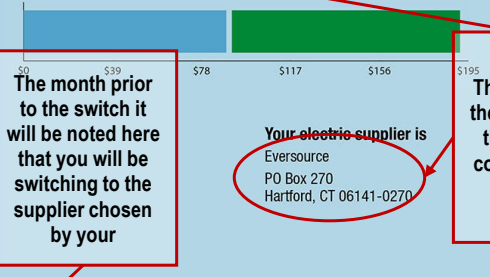 $0 $39 $78 $117 $156 $195
The month prior
to the switch it
will be noted here
that you will be
switching to the
supplier chosen
by your
Your electric supplier is
Eversource
PO Box 270
Hartford, CT 06141-0270